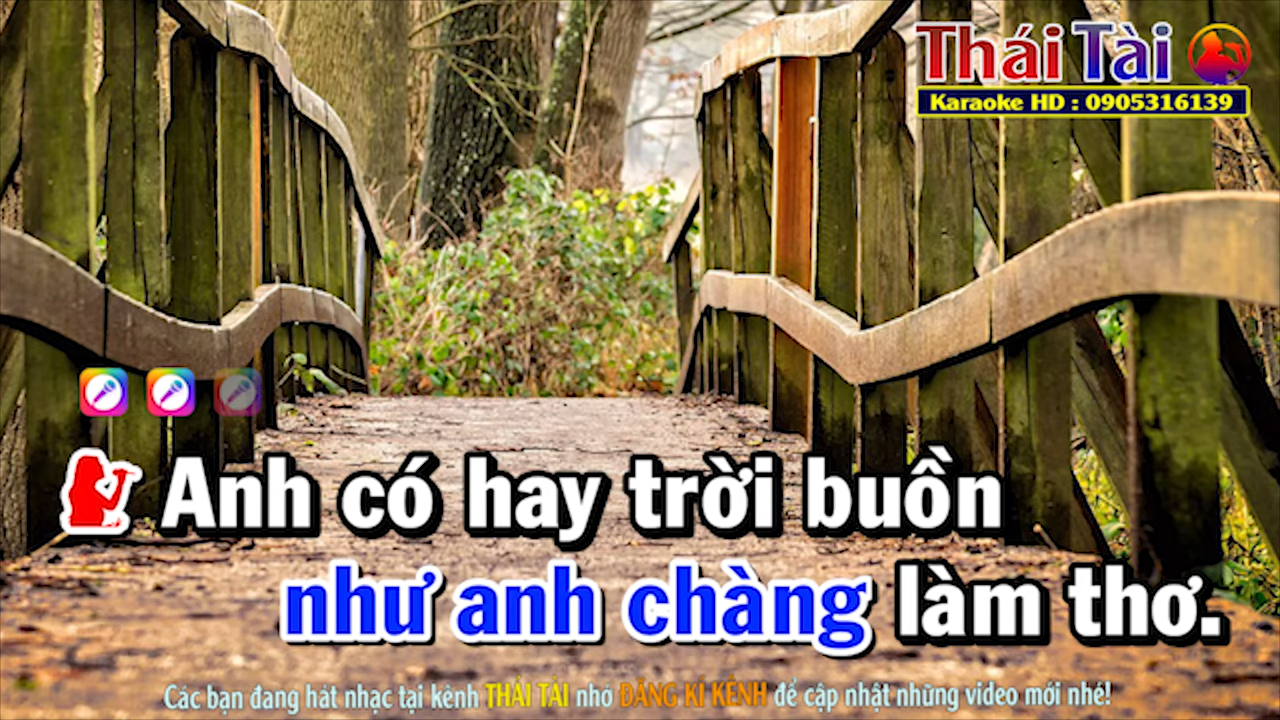 Thái Tài
Karaoke HD : 0905316139
Anh có hay trời buồn
như anh chàng làm thơ.
Các bạn đang hát nhạc tại kênh THÁI TÀI nhớ ĐĂNG KÍ KÊNH để cập nhật những video mới nhé!